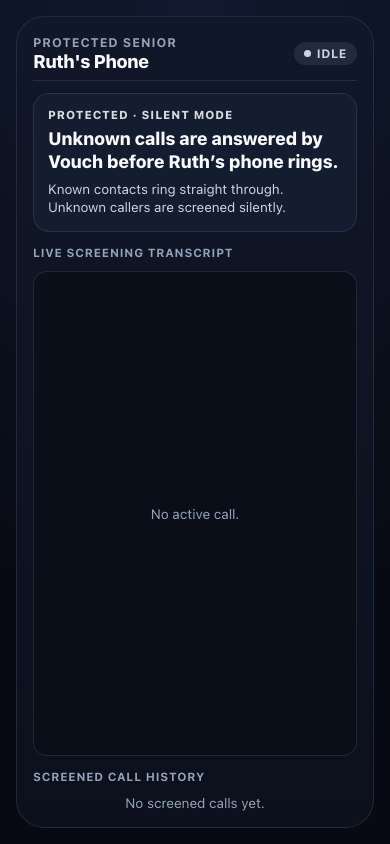 PROTECTED SENIOR
Ruth's Phone
IDLE
PROTECTED · SILENT MODE
Unknown calls are answered by
Vouch before Ruth’s phone rings.
Known contacts ring straight through.
Unknown callers are screened silently.
LIVE SCREENING TRANSCRIPT
No active call.
SCREENED CALL HISTORY
No screened calls yet.